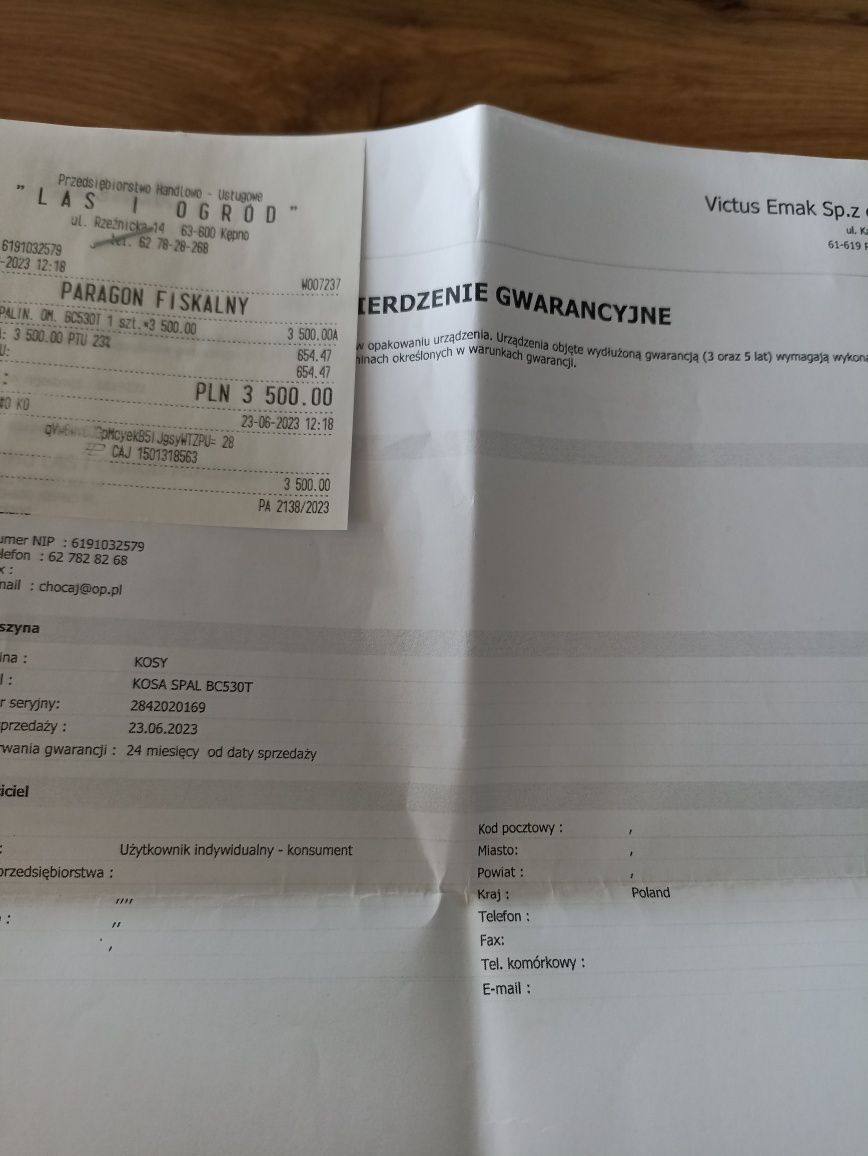 Przedsiębiorstwo Handlowo - Usługowe
" L A S I O G R Ó D "
ul. Rzeźnicka 14 63-600 Kępno
tel. 62 78-28-268
6191032579
-2023 12:18
W007237
PARAGON FISKALNY
PALIN. OM. BC530T 1 szt.*3 500.00 3 500.00A
: 3 500.00 PTU 23% 654.47
U: 654.47
: PLN 3 500.00
KO 23-06-2023 12:18
CAJ 1501318563
3 500.00
PA 2138/2023
Victus Emak Sp.z
ul.
61-619
IERDZENIE GWARANCYJNE
w opakowaniu urządzenia. Urządzenia objęte wydłużoną gwarancją (3 oraz 5 lat) wymagają wykona
inach określonych w warunkach gwarancji.
umer NIP : 6191032579
lefon : 62 782 82 68
x :
mail : chocaj@op.pl
szyna
ina : KOSY
l : KOSA SPAL BC530T
r seryjny: 2842020169
przedaży : 23.06.2023
wania gwarancji : 24 miesięcy od daty sprzedaży
iciel
: Użytkownik indywidualny - konsument
orzedsiębiorstwa :
,,,,
: ,,
,
Kod pocztowy : ,
Miasto: ,
Powiat : ,
Kraj : Poland
Telefon :
Fax:
Tel. komórkowy :
E-mail :